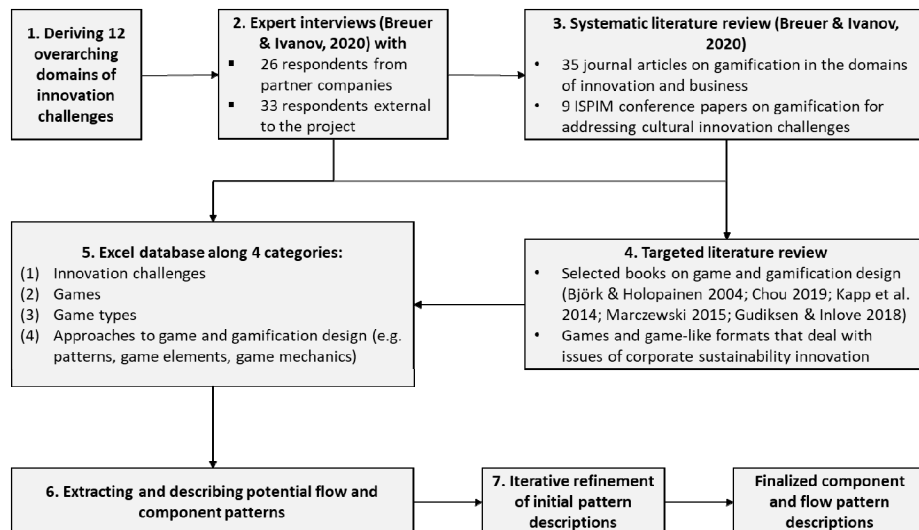 1. Deriving 12
overarching
domains of
innovation
challenges
2. Expert interviews (Breuer
& Ivanov, 2020) with
▪ 26 respondents from
partner companies
▪ 33 respondents external
to the project
3. Systematic literature review (Breuer & Ivanov,
2020)
• 35 journal articles on gamification in the domains
of innovation and business
• 9 ISPIM conference papers on gamification for
addressing cultural innovation challenges
5. Excel database along 4 categories:
(1) Innovation challenges
(2) Games
(3) Game types
(4) Approaches to game and gamification design (e.g.
patterns, game elements, game mechanics)
4. Targeted literature review
• Selected books on game and gamification design
(Björk & Holopainen 2004; Chou 2019; Kapp et al.
2014; Marczewski 2015; Gudiksen & Inlove 2018)
• Games and game-like formats that deal with
issues of corporate sustainability innovation
6. Extracting and describing potential flow and
component patterns
7. Iterative refinement
of initial pattern
descriptions
Finalized component
and flow pattern
descriptions